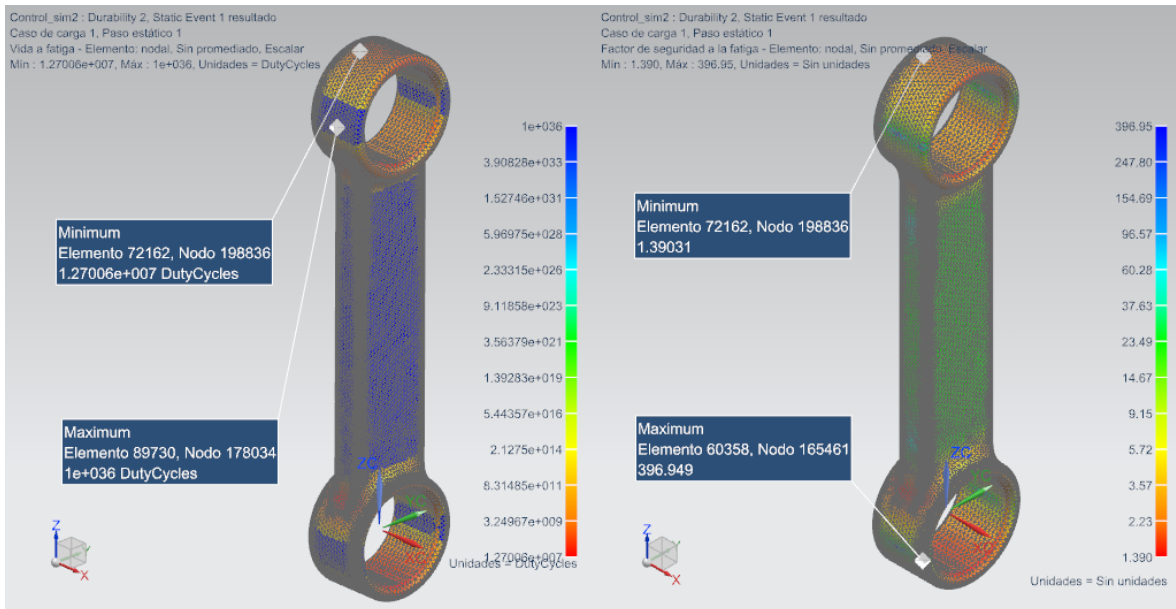 Control_sim2 : Durability 2, Static Event 1 resultado
Caso de carga 1, Paso estático 1
Vida a fatiga - Elemento: nodal, Sin promediado, Escalar
Mín : 1.27006e+007, Máx : 1e+036, Unidades = DutyCycles
1e+036
3.90828e+033
1.52746e+031
5.96975e+028
2.33315e+026
9.11858e+023
3.56379e+021
1.39283e+019
5.44357e+016
2.1275e+014
8.31485e+011
3.24967e+009
1.27006e+007
Unidades = DutyCycles
Minimum
Elemento 72162, Nodo 198836
1.27006e+007 DutyCycles
Maximum
Elemento 89730, Nodo 178034
1e+036 DutyCycles
ZC
Z
X
Control_sim2 : Durability 2, Static Event 1 resultado
Caso de carga 1, Paso estático 1
Factor de seguridad a la fatiga - Elemento: nodal, Sin promediado, Escalar
Mín : 1.390, Máx : 396.95, Unidades = Sin unidades
396.95
247.80
154.69
96.57
60.28
37.63
23.49
14.67
9.15
5.72
3.57
2.23
1.390
Unidades = Sin unidades
Minimum
Elemento 72162, Nodo 198836
1.39031
Maximum
Elemento 60358, Nodo 165461
396.949
ZC
Z
X